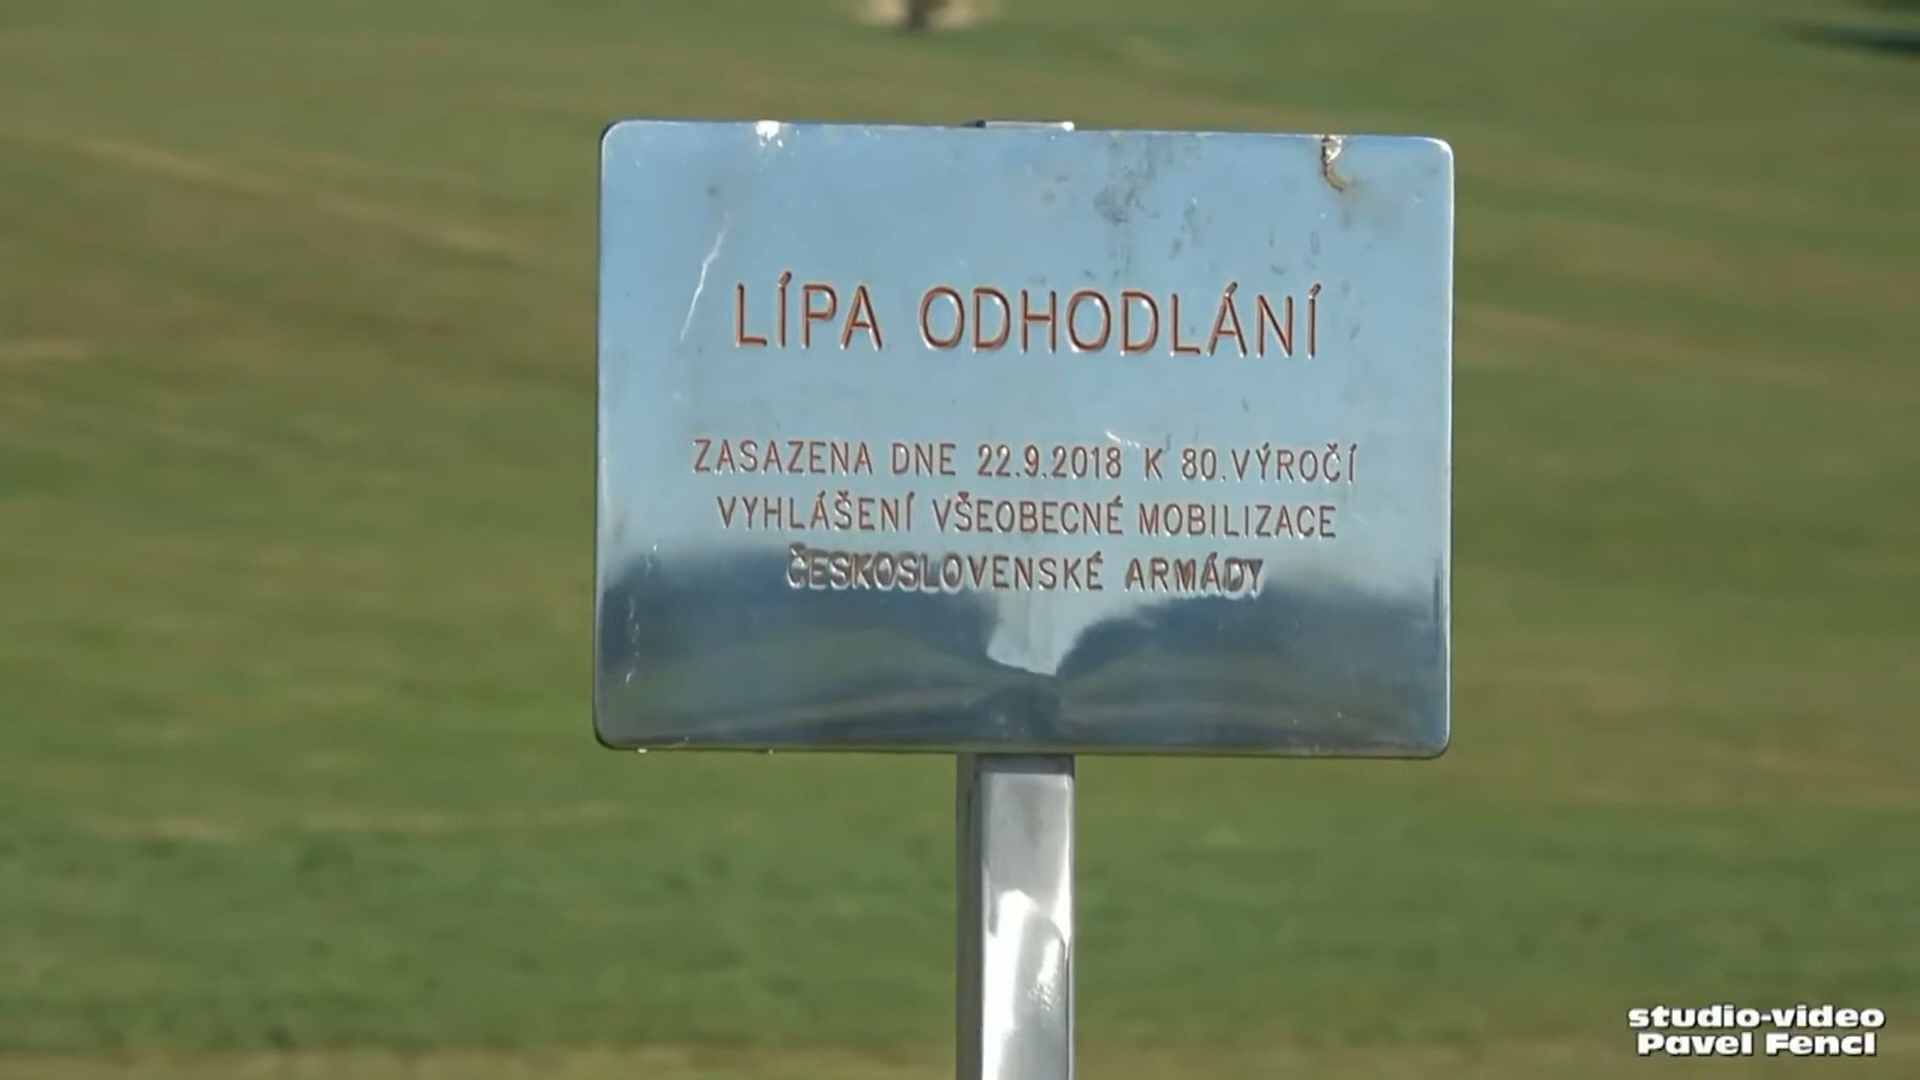 LÍPA ODHODLÁNÍ
ZASAZENA DNE 22.9.2018 K 80.VÝROČÍ
VYHLÁŠENÍ VŠEOBECNÉ MOBILIZACE
ČESKOSLOVENSKÉ ARMÁDY
studio-video
Pavel Fencl